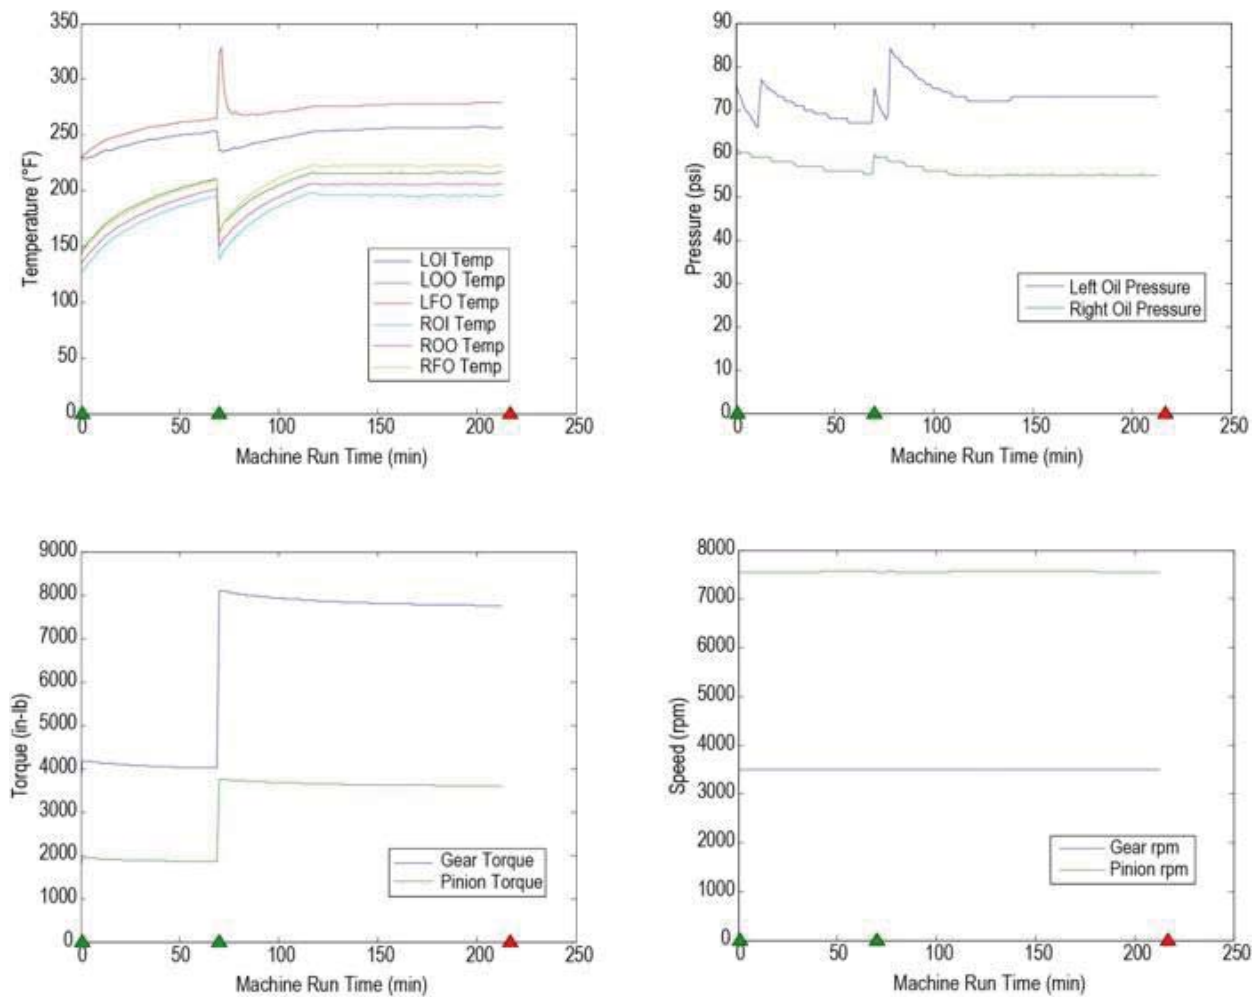 350
300
250
200
150
100
50
0
Temperature (°F)
LOI Temp
LOO Temp
LFO Temp
ROI Temp
ROO Temp
RFO Temp
0 50 100 150 200 250
Machine Run Time (min)
90
80
70
60
50
40
30
20
10
0
Pressure (psi)
Left Oil Pressure
Right Oil Pressure
0 50 100 150 200 250
Machine Run Time (min)
9000
8000
7000
6000
5000
4000
3000
2000
1000
0
Torque (in-lb)
Gear Torque
Pinion Torque
0 50 100 150 200 250
Machine Run Time (min)
8000
7000
6000
5000
4000
3000
2000
1000
0
Speed (rpm)
Gear rpm
Pinion rpm
0 50 100 150 200 250
Machine Run Time (min)